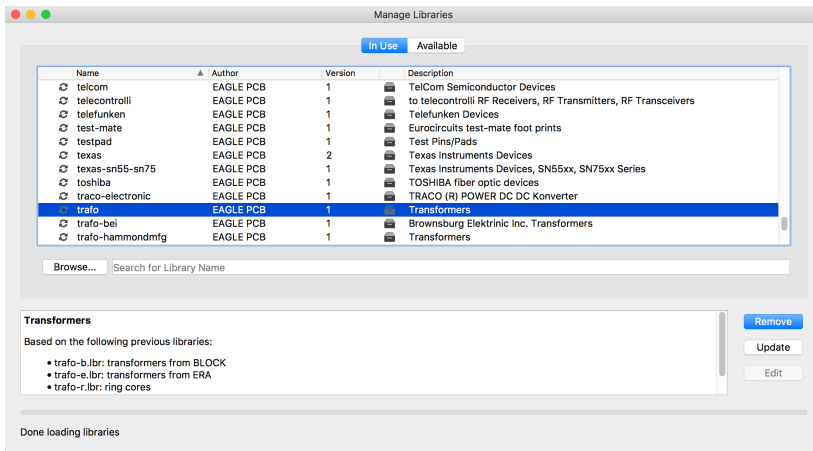 Manage Libraries
In Use Available
Name Author Version Description
telcom EAGLE PCB 1 TelCom Semiconductor Devices
telecontrolli EAGLE PCB 1 to telecontrolli RF Receivers, RF Transmitters, RF Transceivers
telefunken EAGLE PCB 1 Telefunken Devices
test-mate EAGLE PCB 1 Eurocircuits test-mate foot prints
testpad EAGLE PCB 1 Test Pins/Pads
texas EAGLE PCB 2 Texas Instruments Devices
texas-sn55-sn75 EAGLE PCB 1 Texas Instruments Devices, SN55xx, SN75xx Series
toshiba EAGLE PCB 1 TOSHIBA fiber optic devices
traco-electronic EAGLE PCB 1 TRACO (R) POWER DC DC Konverter
trafo EAGLE PCB 1 Transformers
trafo-bei EAGLE PCB 1 Brownsburg Elektrinic Inc. Transformers
trafo-hammondmfg EAGLE PCB 1 Transformers
Browse... Search for Library Name
Transformers
Based on the following previous libraries:
• trafo-b.lbr: transformers from BLOCK
• trafo-e.lbr: transformers from ERA
• trafo-r.lbr: ring cores
Remove
Update
Edit
Done loading libraries